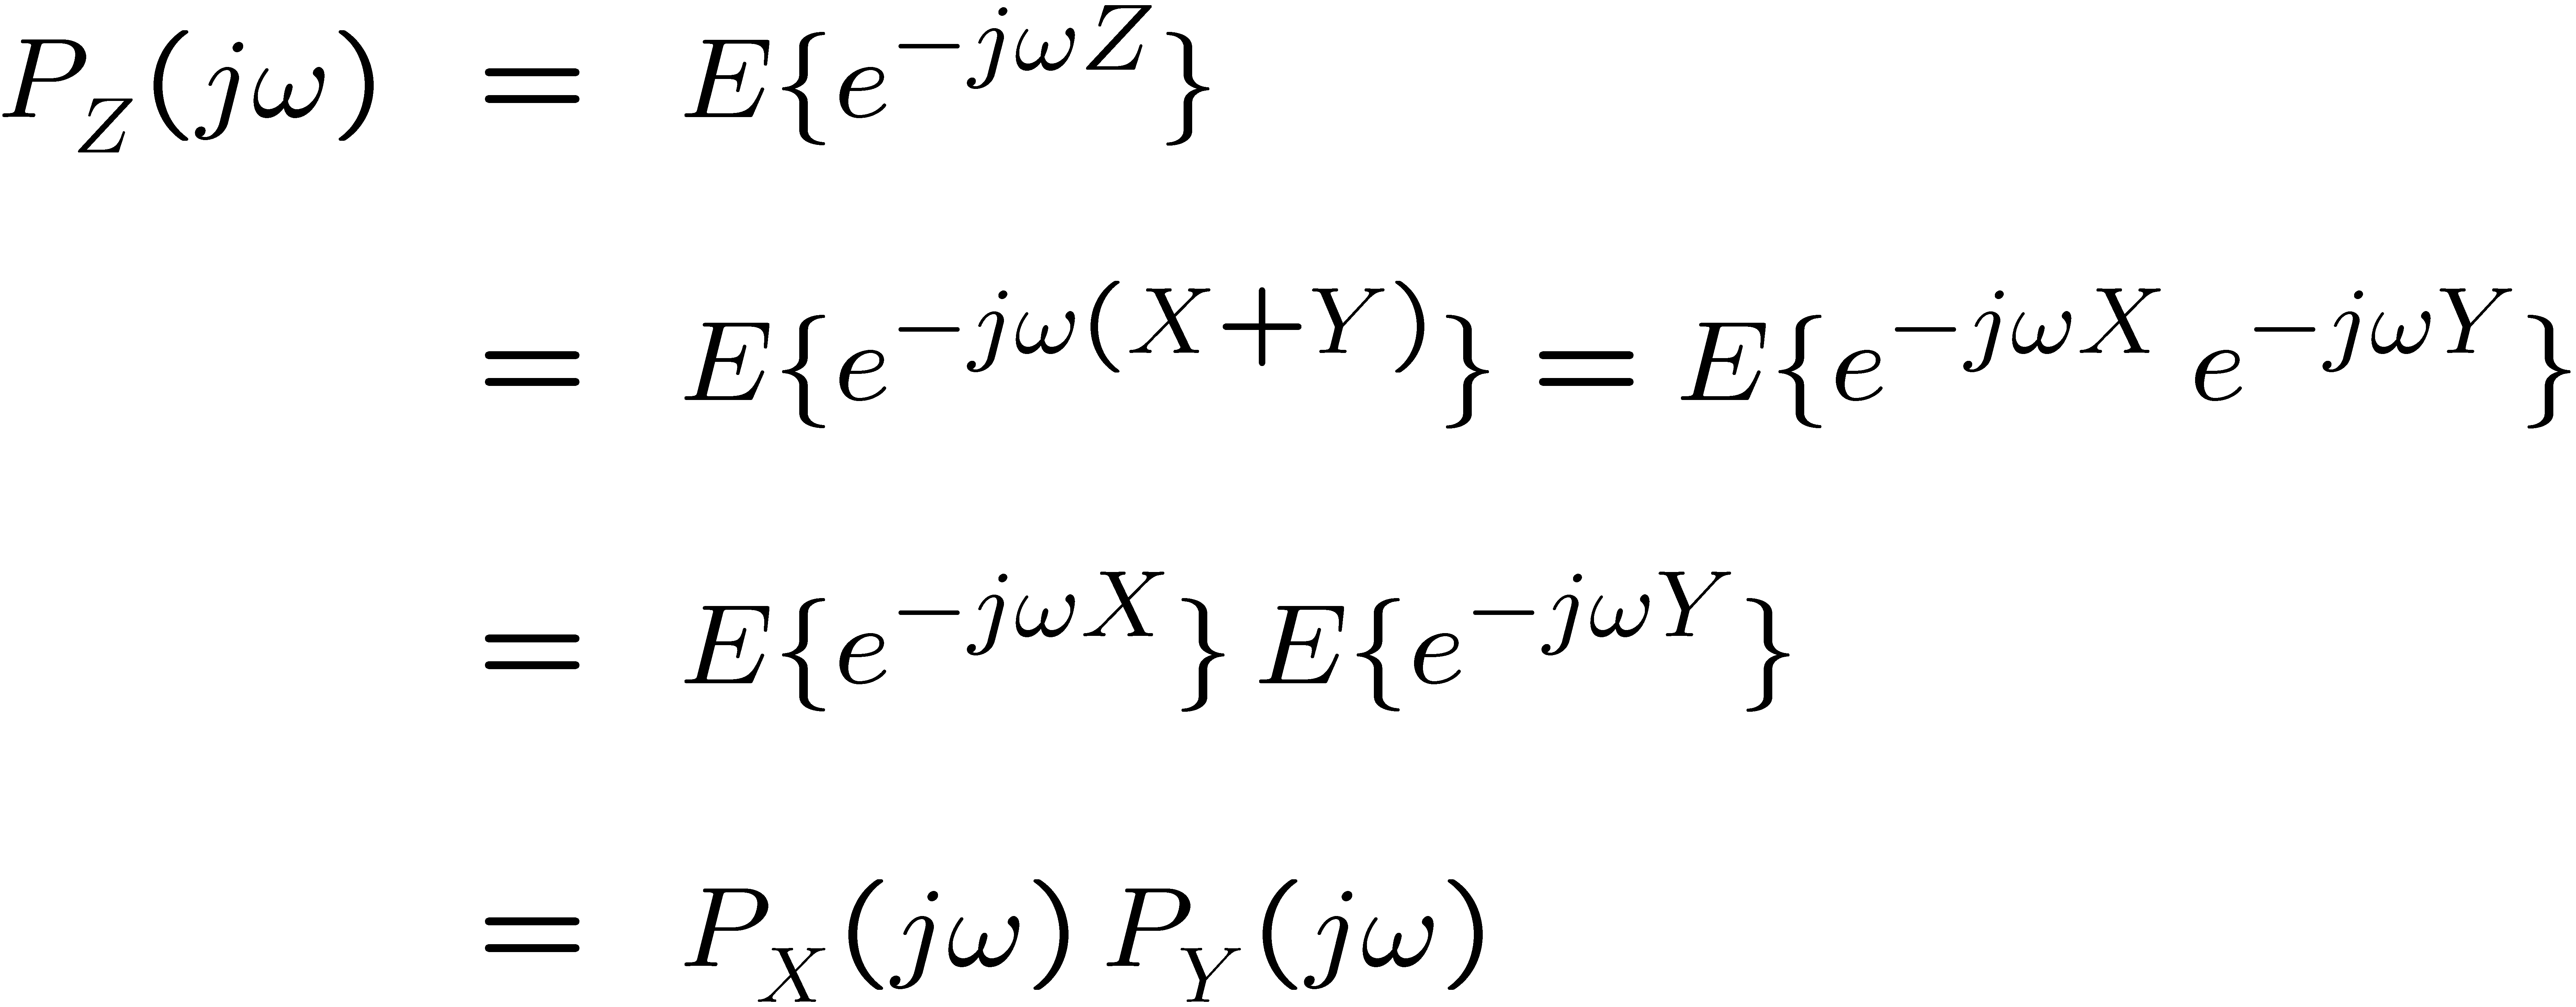 P_Z(jω) = E{e^{-jωZ}}
= E{e^{-jω(X+Y)}} = E{e^{-jωX} e^{-jωY}}
= E{e^{-jωX}} E{e^{-jωY}}
= P_X(jω) P_Y(jω)